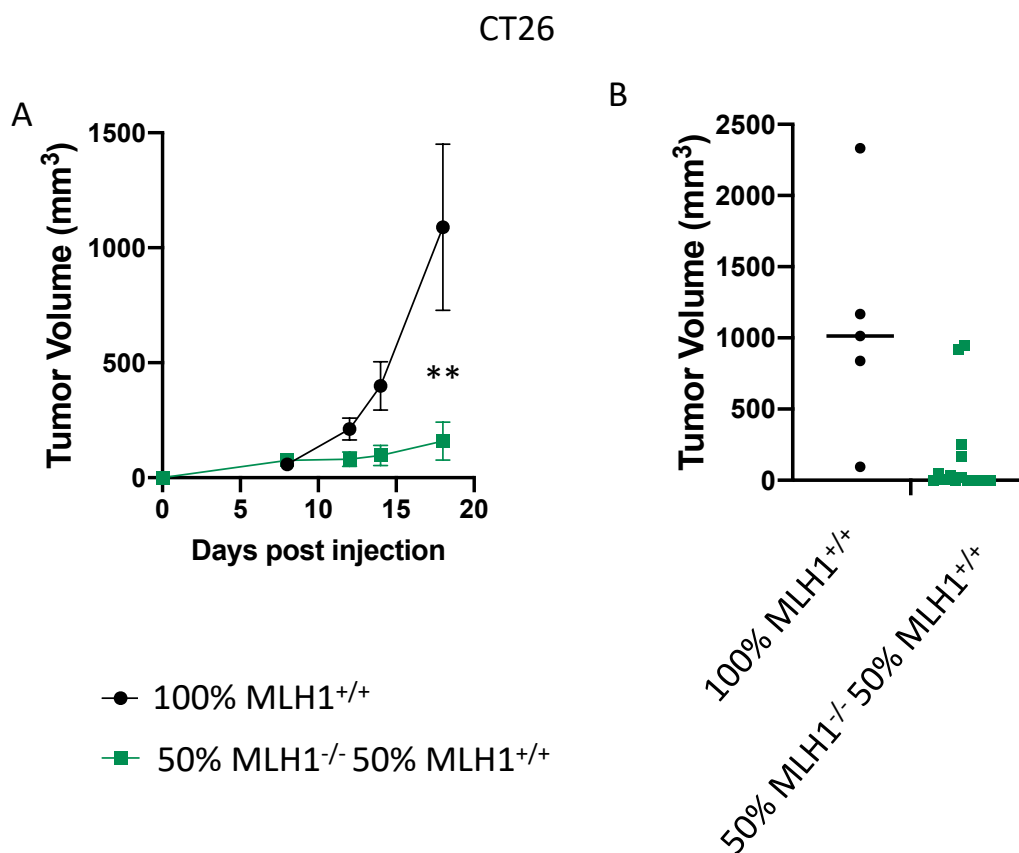 CT26
A
1500
1000
500
0
Tumor Volume (mm³)
**
0 5 10 15 20
Days post injection
100% MLH1⁺/⁺
50% MLH1⁻/⁻ 50% MLH1⁺/⁺
B
2500
2000
1500
1000
500
0
Tumor Volume (mm³)
100% MLH1⁺/⁺
50% MLH1⁻/⁻ 50% MLH1⁺/⁺